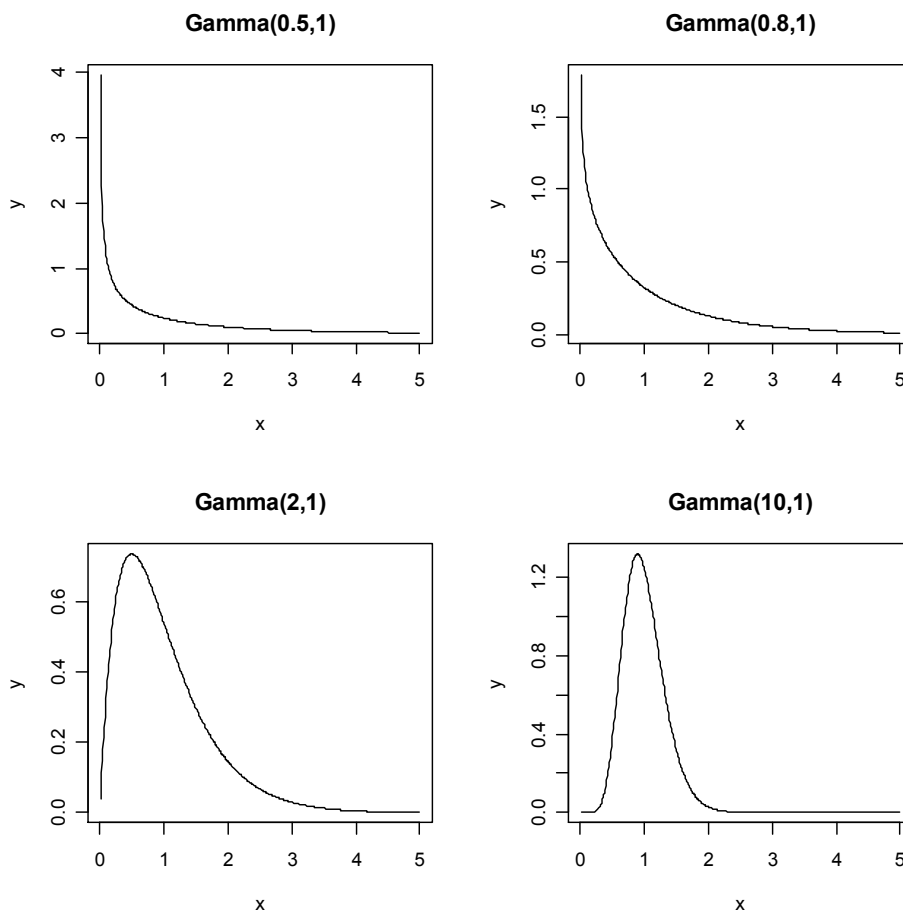 Gamma(0.5,1)
y
0 1 2 3 4
0 1 2 3 4 5
x
Gamma(0.8,1)
y
0.0 0.5 1.0 1.5
0 1 2 3 4 5
x
Gamma(2,1)
y
0.0 0.2 0.4 0.6
0 1 2 3 4 5
x
Gamma(10,1)
y
0.0 0.4 0.8 1.2
0 1 2 3 4 5
x